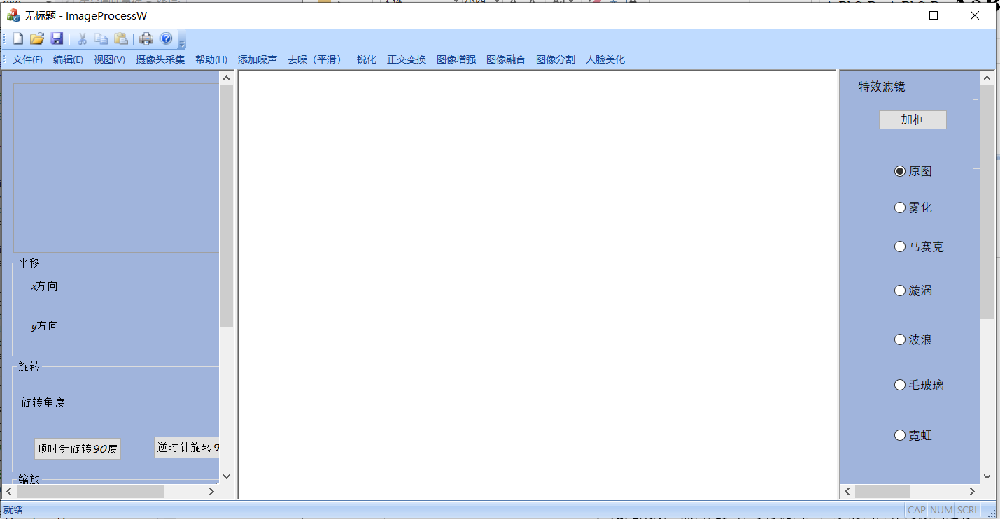 无标题 - ImageProcessW
文件(F) 编辑(E) 视图(V) 摄像头采集 帮助(H) 添加噪声 去噪（平滑） 锐化 正交变换 图像增强 图像融合 图像分割 人脸美化
平移
x方向
y方向
旋转
旋转角度
顺时针旋转90度 逆时针旋转9
缩放
特效滤镜
加框
原图
雾化
马赛克
漩涡
波浪
毛玻璃
霓虹
就绪
CAP NUM SCRL